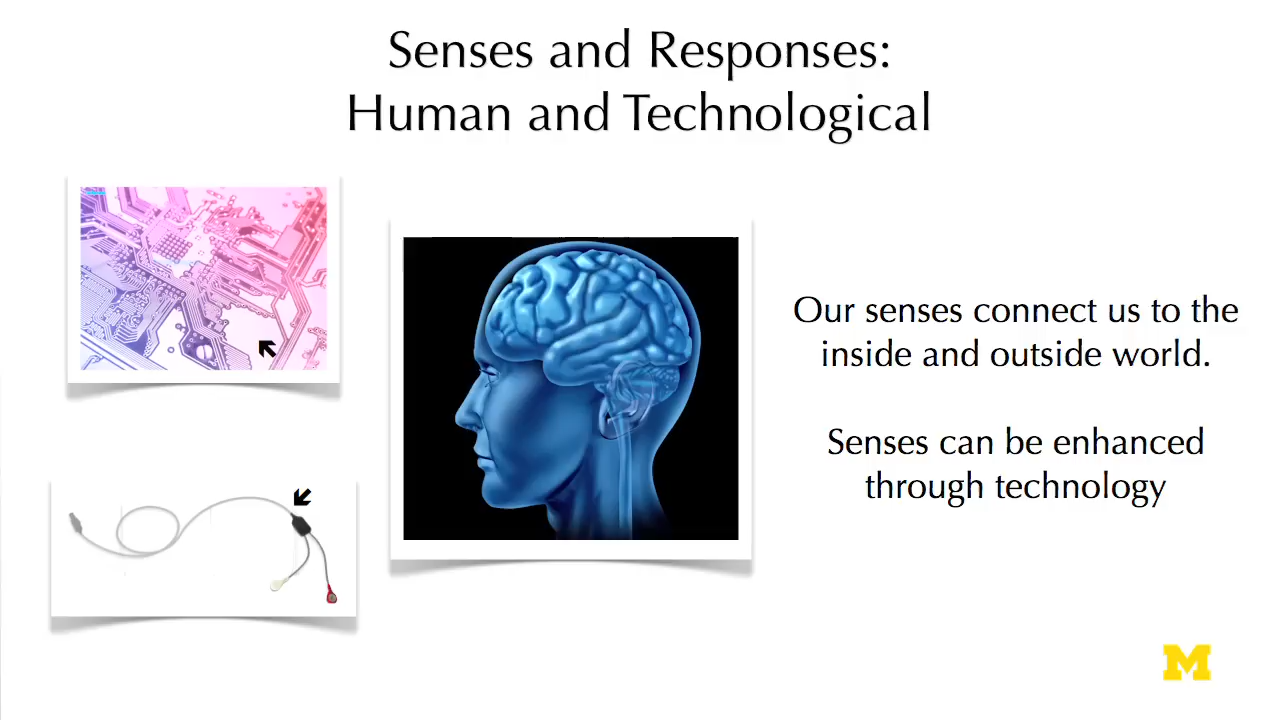 Senses and Responses:
Human and Technological
Our senses connect us to the
inside and outside world.
Senses can be enhanced
through technology
M